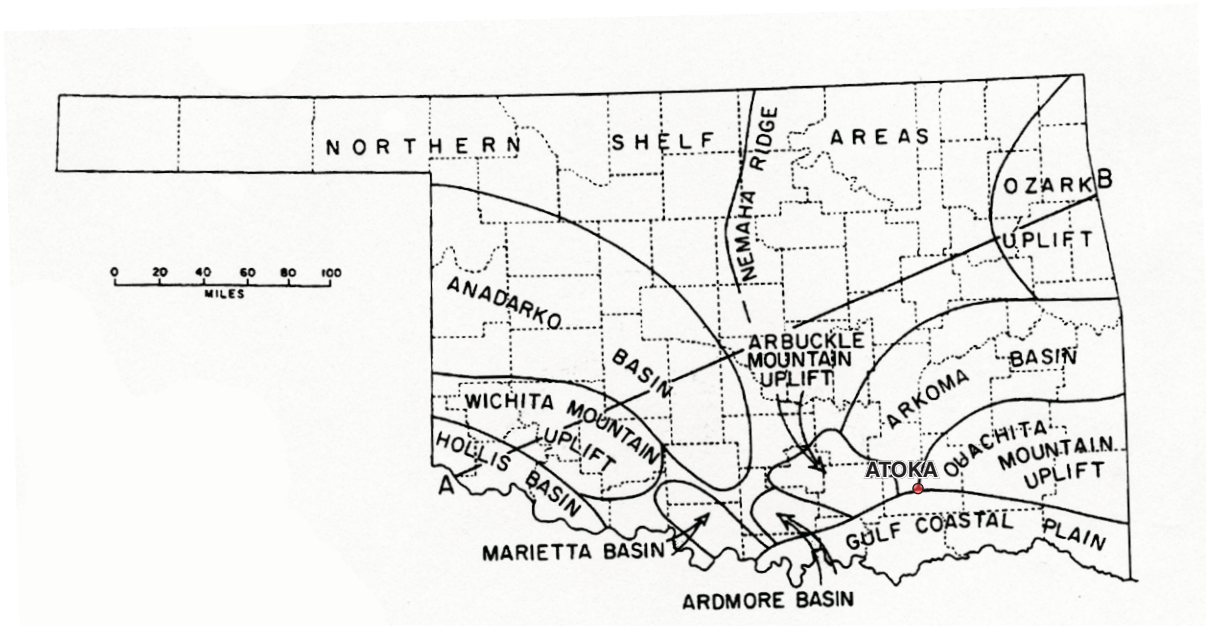 NORTHERN SHELF AREAS
NEMAHA RIDGE
OZARK
UPLIFT
B
0 20 40 60 80 100
MILES
ANADARKO
BASIN
ARBUCKLE
MOUNTAIN
UPLIFT
ARKOMA BASIN
WICHITA MOUNTAIN
UPLIFT
HOLLIS BASIN
A
ATOKA
OUACHITA
MOUNTAIN
UPLIFT
GULF COASTAL PLAIN
MARIETTA BASIN
ARDMORE BASIN